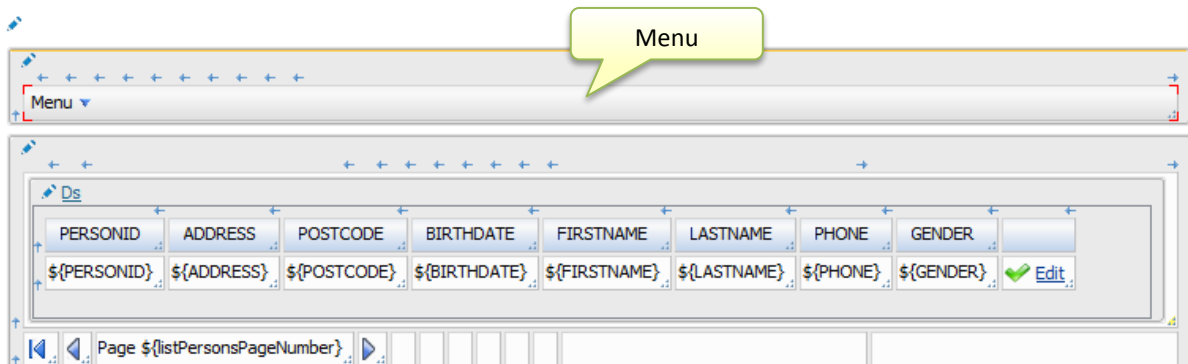 Menu
Menu
Ds
PERSONID ADDRESS POSTCODE BIRTHDATE FIRSTNAME LASTNAME PHONE GENDER
${PERSONID} ${ADDRESS} ${POSTCODE} ${BIRTHDATE} ${FIRSTNAME} ${LASTNAME} ${PHONE} ${GENDER} Edit
Page ${listPersonsPageNumber}